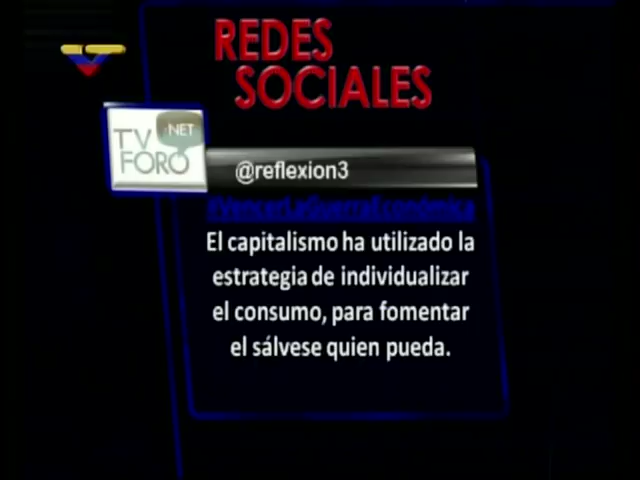 REDES
SOCIALES
TV .NET
FORO
@reflexion3
#VencerLaGuerraEconómica
El capitalismo ha utilizado la
estrategia de individualizar
el consumo, para fomentar
el sálvese quien pueda.